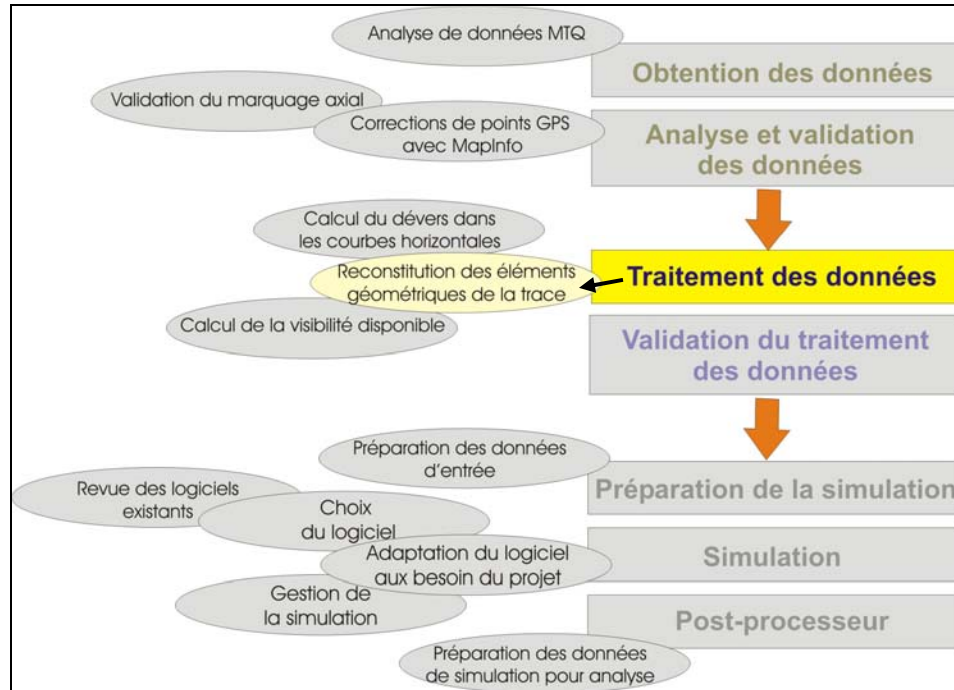 Analyse de données MTQ
Obtention des données
Validation du marquage axial
Corrections de points GPS
avec MapInfo
Analyse et validation
des données
Calcul du dévers dans
les courbes horizontales
Reconstitution des éléments
géométriques de la trace
Traitement des données
Calcul de la visibilité disponible
Validation du traitement
des données
Préparation des données
d'entrée
Préparation de la simulation
Revue des logiciels
existants
Choix
du logiciel
Adaptation du logiciel
aux besoin du projet
Simulation
Gestion de
la simulation
Post-processeur
Préparation des données
de simulation pour analyse